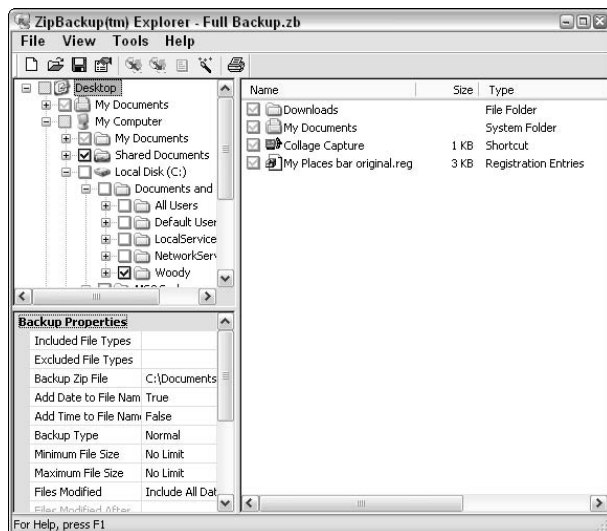 ZipBackup(tm) Explorer - Full Backup.zb
File View Tools Help
Desktop
My Documents
My Computer
My Documents
Shared Documents
Local Disk (C:)
Documents and
All Users
Default User
LocalService
NetworkServ
Woody
Name Size Type
Downloads File Folder
My Documents System Folder
Collage Capture 1 KB Shortcut
My Places bar original.reg 3 KB Registration Entries
Backup Properties
Included File Types
Excluded File Types
Backup Zip File C:\Documents
Add Date to File Nam True
Add Time to File Nam False
Backup Type Normal
Minimum File Size No Limit
Maximum File Size No Limit
Files Modified Include All Dat
Files Modified After
For Help, press F1